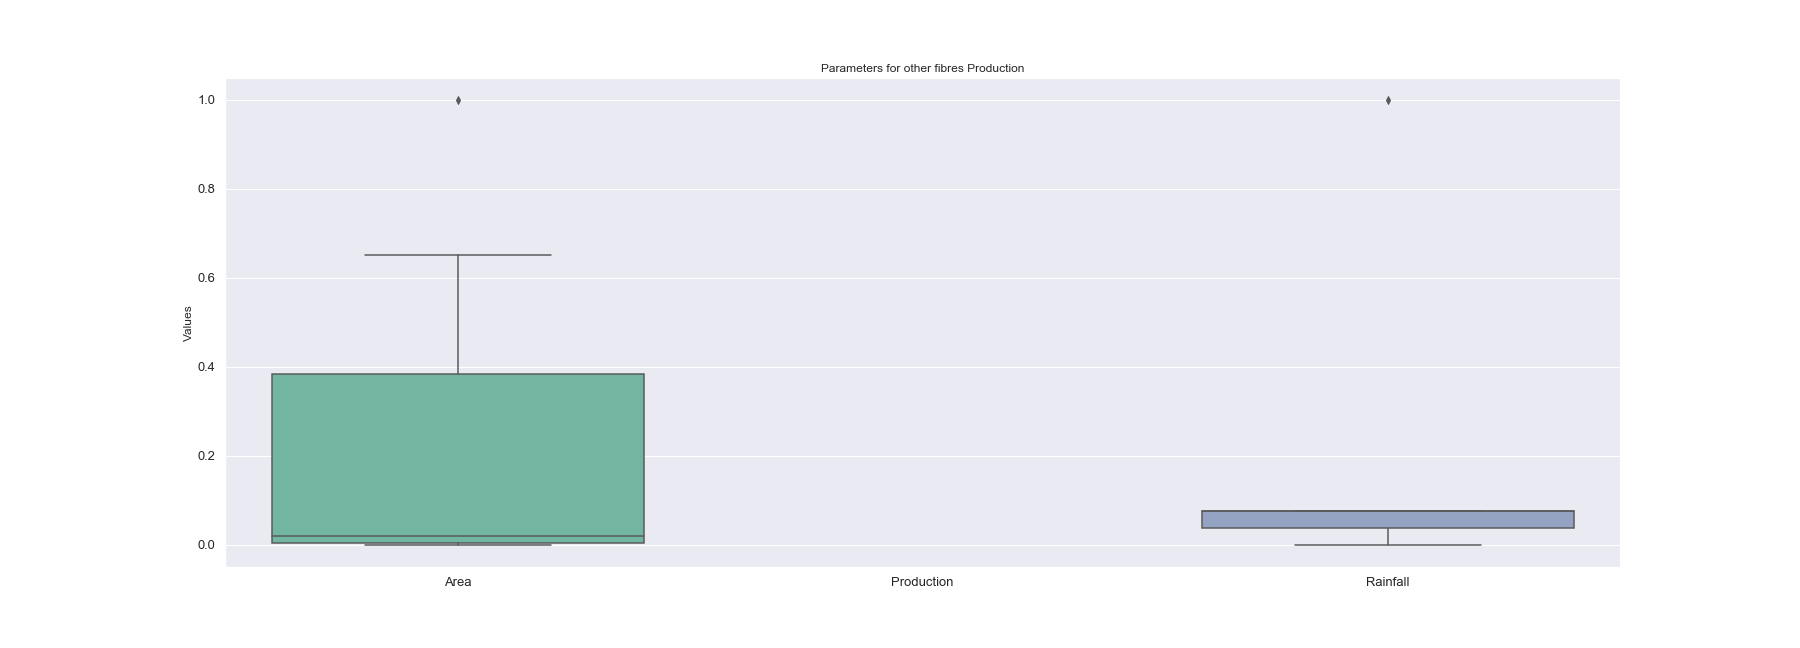 Parameters for other fibres Production
1.0
0.8
0.6
0.4
0.2
0.0
Values
Area
Production
Rainfall